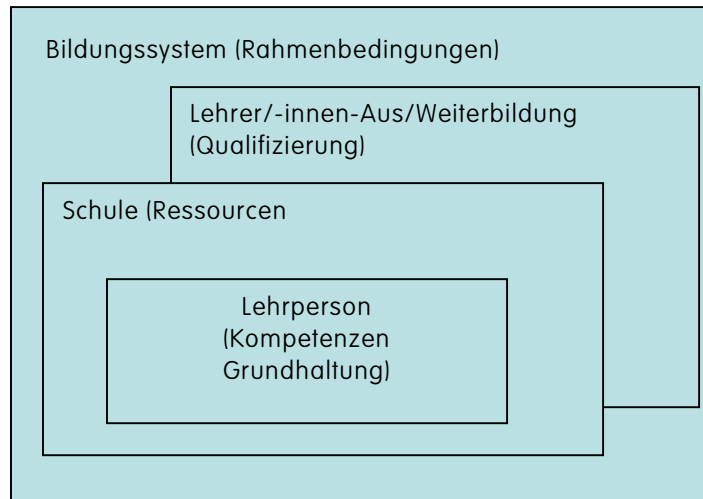 Bildungssystem (Rahmenbedingungen)
Lehrer/-innen-Aus/Weiterbildung
(Qualifizierung)
Schule (Ressourcen
Lehrperson
(Kompetenzen
Grundhaltung)